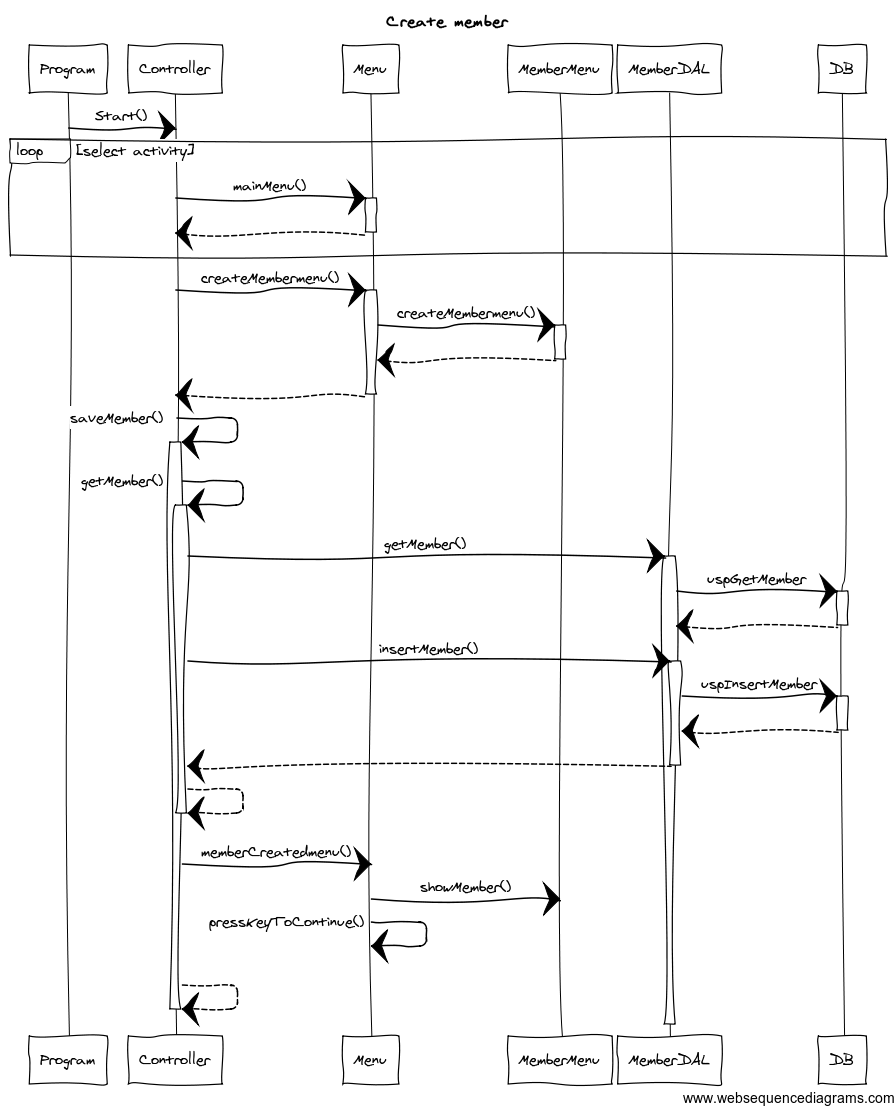 Create member
Program
Controller
Menu
MemberMenu
MemberDAL
DB
Start()
loop
[select activity]
mainMenu()
createMembermenu()
createMembermenu()
saveMember()
getMember()
getMember()
uspGetMember
insertMember()
uspInsertMember
memberCreatedmenu()
showMember()
pressKeyToContinue()
Program
Controller
Menu
MemberMenu
MemberDAL
DB
www.websequencediagrams.com